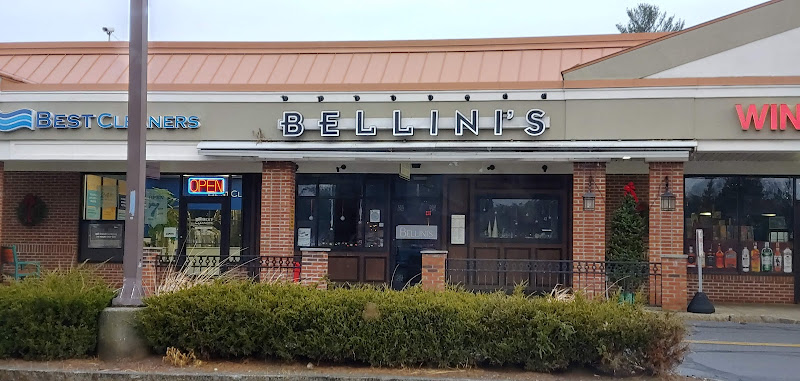 BEST CLEANERS
BELLINI'S
WIN
OPEN
BELLINI'S